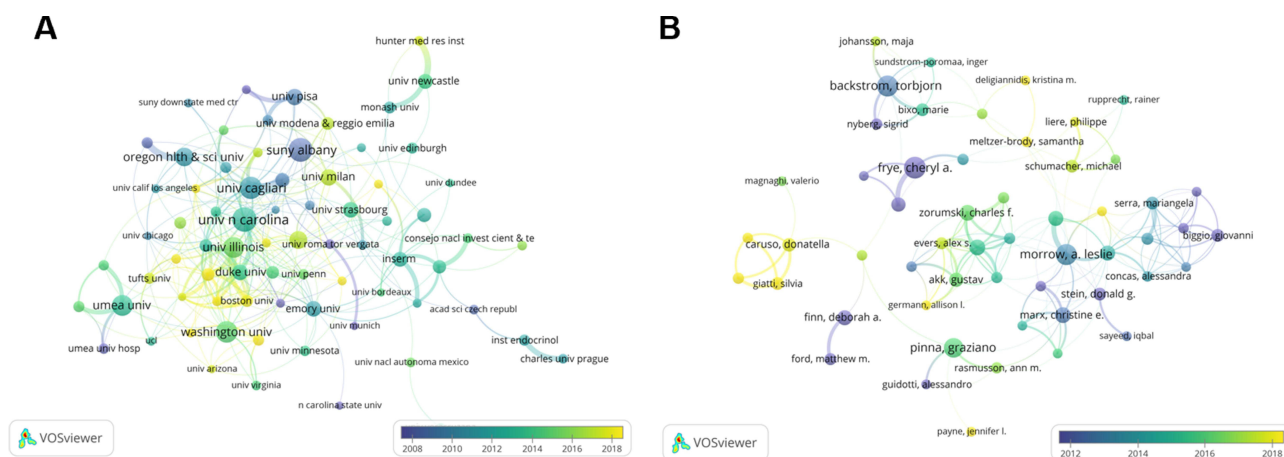 A
hunter med res inst
univ newcastle
monash univ
suny downstate med ctr
univ pisa
univ modena & reggio emilia
oregon hlth & sci univ
suny albany
univ edinburgh
univ calif los angeles
univ cagliari
univ milan
univ dundee
univ chicago
univ n carolina
univ strasbourg
univ illinois
univ roma tor vergata
consejo nacl invest cient & te
inserm
tufts univ
duke univ
univ penn
univ bordeaux
umea univ
boston univ
emory univ
acad sci czech republ
univ munich
washington univ
umea univ hosp
ucl
univ minnesota
inst endocrinol
charles univ prague
univ arizona
univ nacl autonoma mexico
univ virginia
n carolina state univ
VOSviewer
2008 2010 2012 2014 2016 2018
B
johansson, maja
sundstrom-poromaa, inger
backstrom, torbjorn
deligiannidis, kristina m.
bixo, marie
rupprecht, rainer
nyberg, sigrid
liere, philippe
meltzer-brody, samantha
frye, cheryl a.
schumacher, michael
magnaghi, valerio
serra, mariangela
zorumski, charles f.
biggio, giovanni
caruso, donatella
evers, alex s.
morrow, a. leslie
giatti, silvia
akk, gustav
concas, alessandra
germann, allison l.
stein, donald g.
finn, deborah a.
marx, christine e.
sayeed, iqbal
ford, matthew m.
pinna, graziano
rasmusson, ann m.
guidotti, alessandro
payne, jennifer l.
VOSviewer
2012 2014 2016 2018